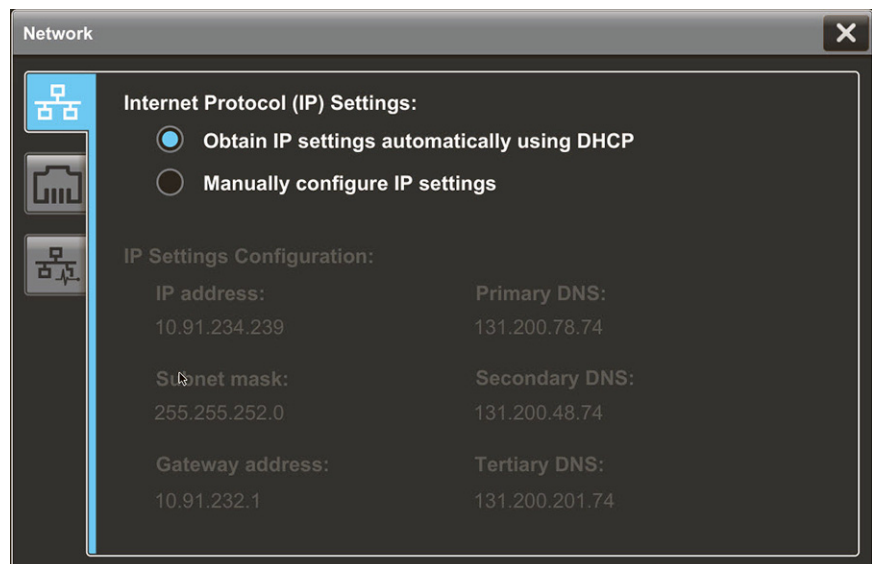 Network
Internet Protocol (IP) Settings:
Obtain IP settings automatically using DHCP
Manually configure IP settings
IP Settings Configuration:
IP address:
10.91.234.239
Primary DNS:
131.200.78.74
Subnet mask:
255.255.252.0
Secondary DNS:
131.200.48.74
Gateway address:
10.91.232.1
Tertiary DNS:
131.200.201.74